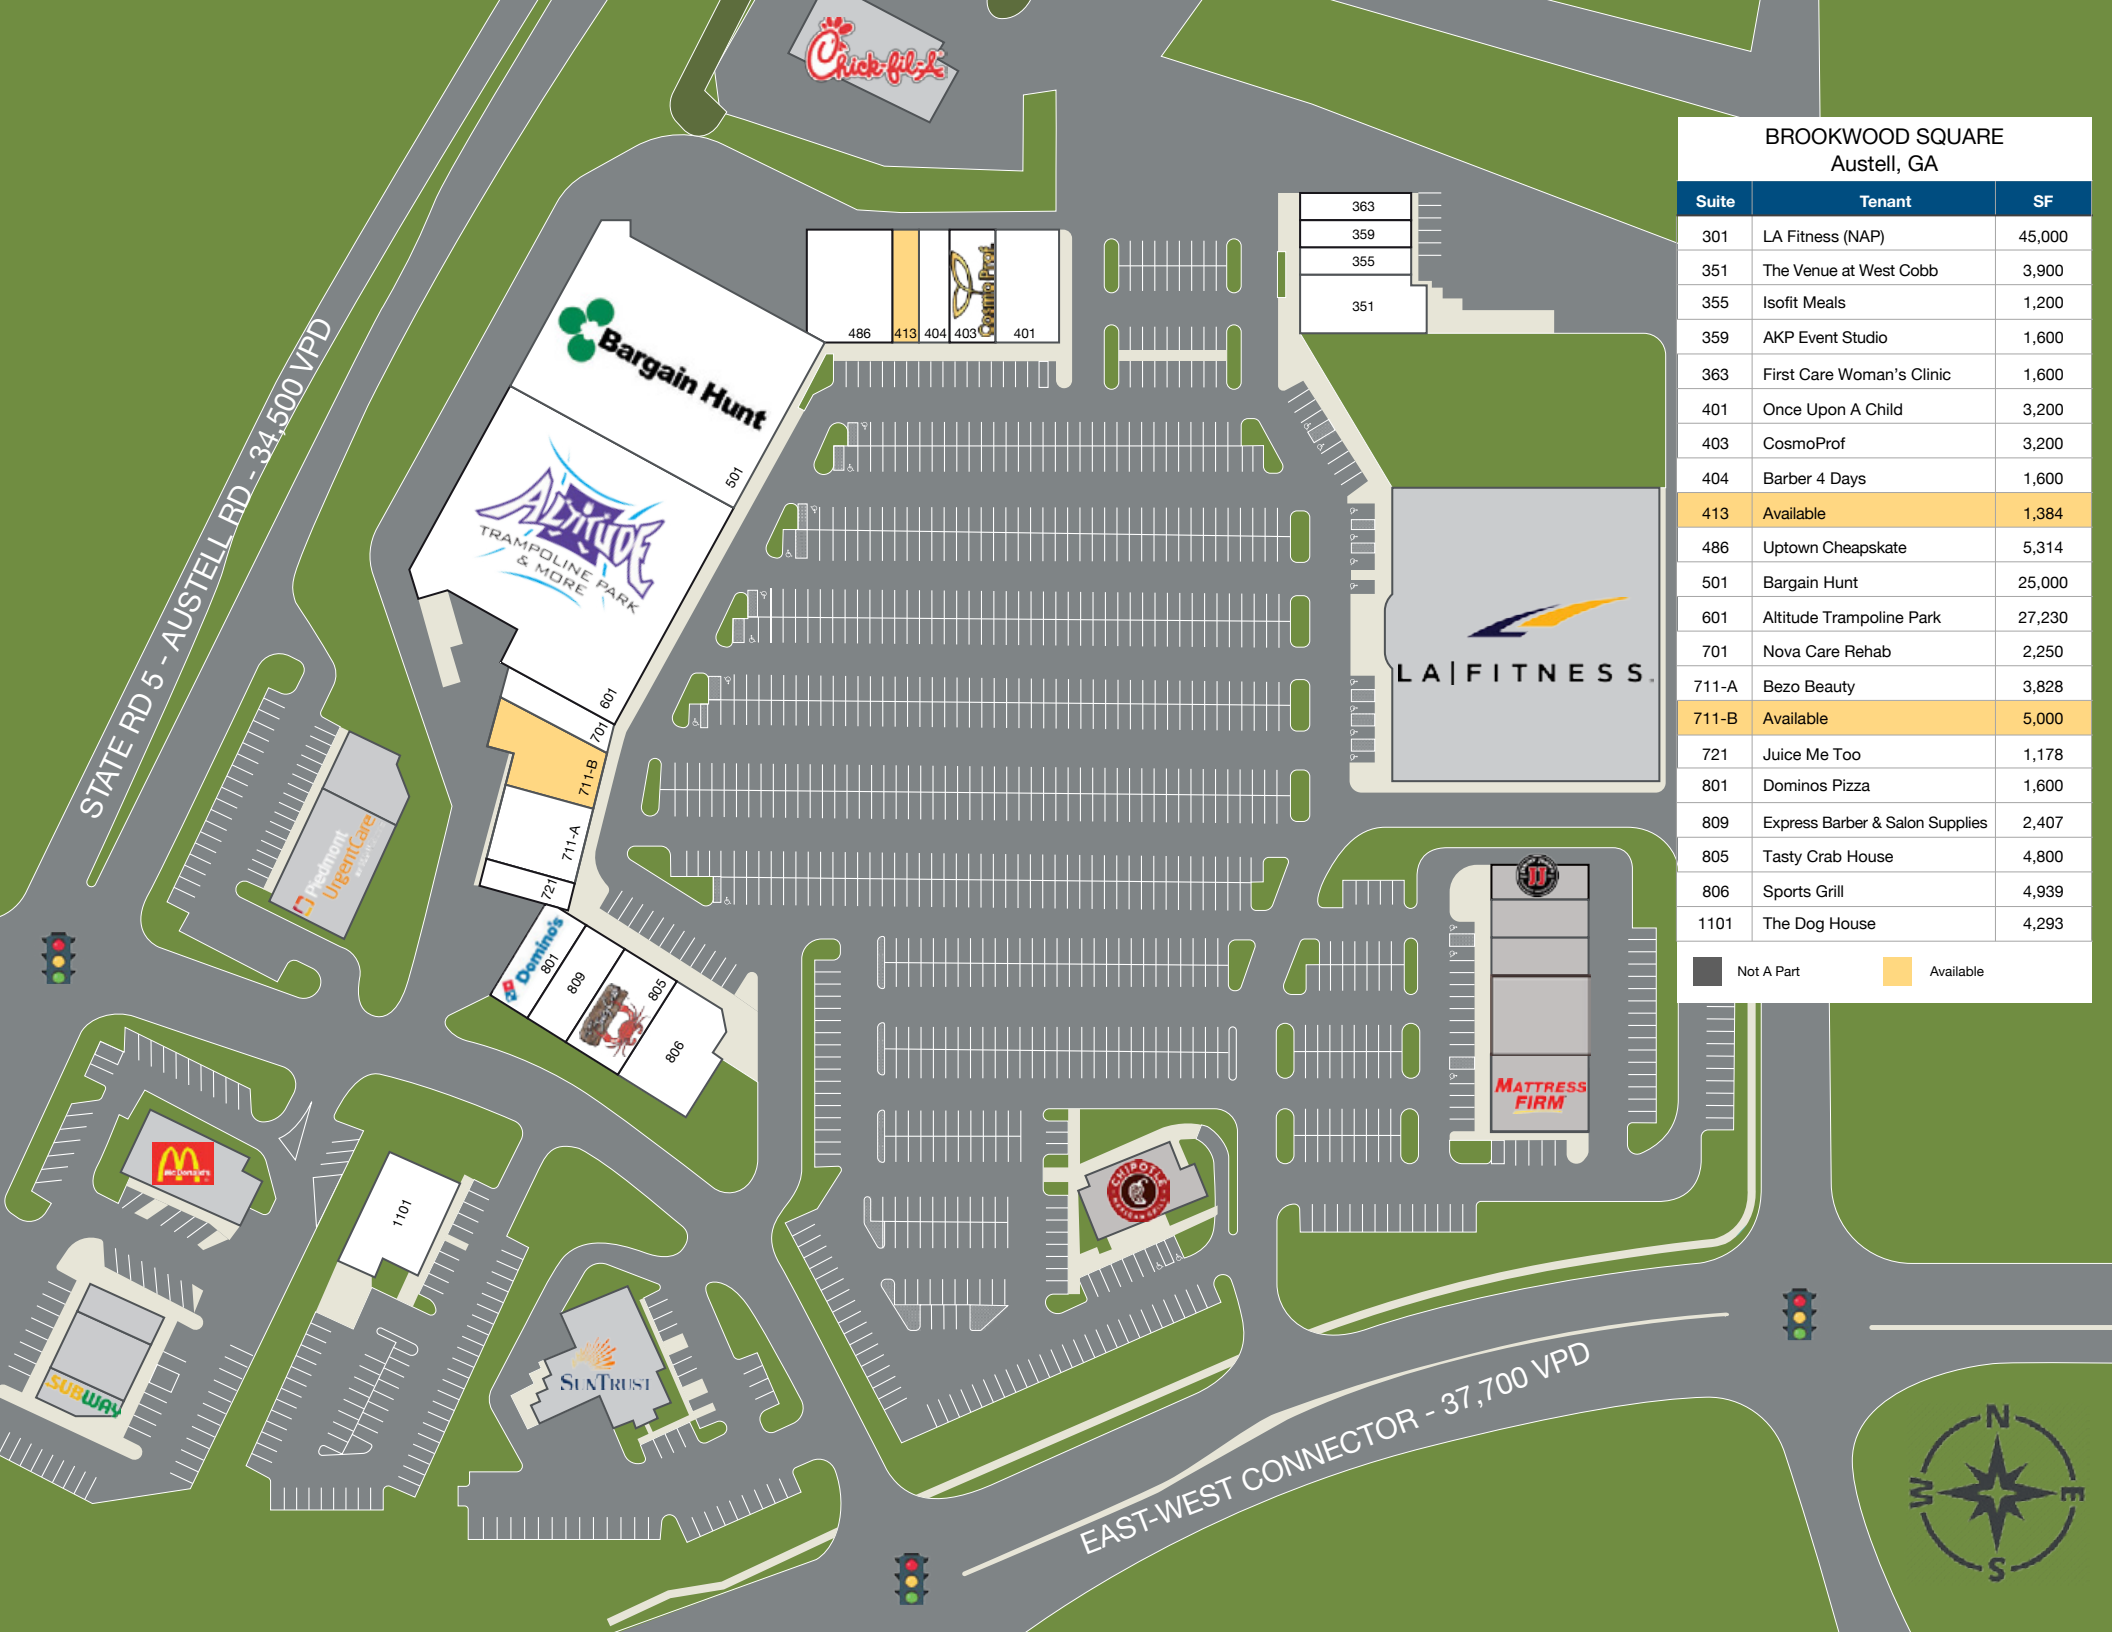 Chick-fil-A
BROOKWOOD SQUARE
Austell, GA
Suite Tenant SF
301 LA Fitness (NAP) 45,000
351 The Venue at West Cobb 3,900
355 Isofit Meals 1,200
359 AKP Event Studio 1,600
363 First Care Woman's Clinic 1,600
401 Once Upon A Child 3,200
403 CosmoProf 3,200
404 Barber 4 Days 1,600
413 Available 1,384
486 Uptown Cheapskate 5,314
501 Bargain Hunt 25,000
601 Altitude Trampoline Park 27,230
701 Nova Care Rehab 2,250
711-A Bezo Beauty 3,828
711-B Available 5,000
721 Juice Me Too 1,178
801 Dominos Pizza 1,600
809 Express Barber & Salon Supplies 2,407
805 Tasty Crab House 4,800
806 Sports Grill 4,939
1101 The Dog House 4,293
Not A Part Available
363
359
355
351
486 413 404 403 401
CosmoProf
Bargain Hunt
501
ALTITUDE
TRAMPOLINE PARK
& MORE
601
701
711-B
711-A
721
STATE RD 5 - AUSTELL RD - 34,500 VPD
LA|FITNESS
Piedmont
UrgentCare
Domino's
801
809
805
806
JJ
MATTRESS
FIRM
McDonald's
1101
CHIPOTLE
MEXICAN GRILL
SUBWAY
SUNTRUST
EAST-WEST CONNECTOR - 37,700 VPD
N
W E
S